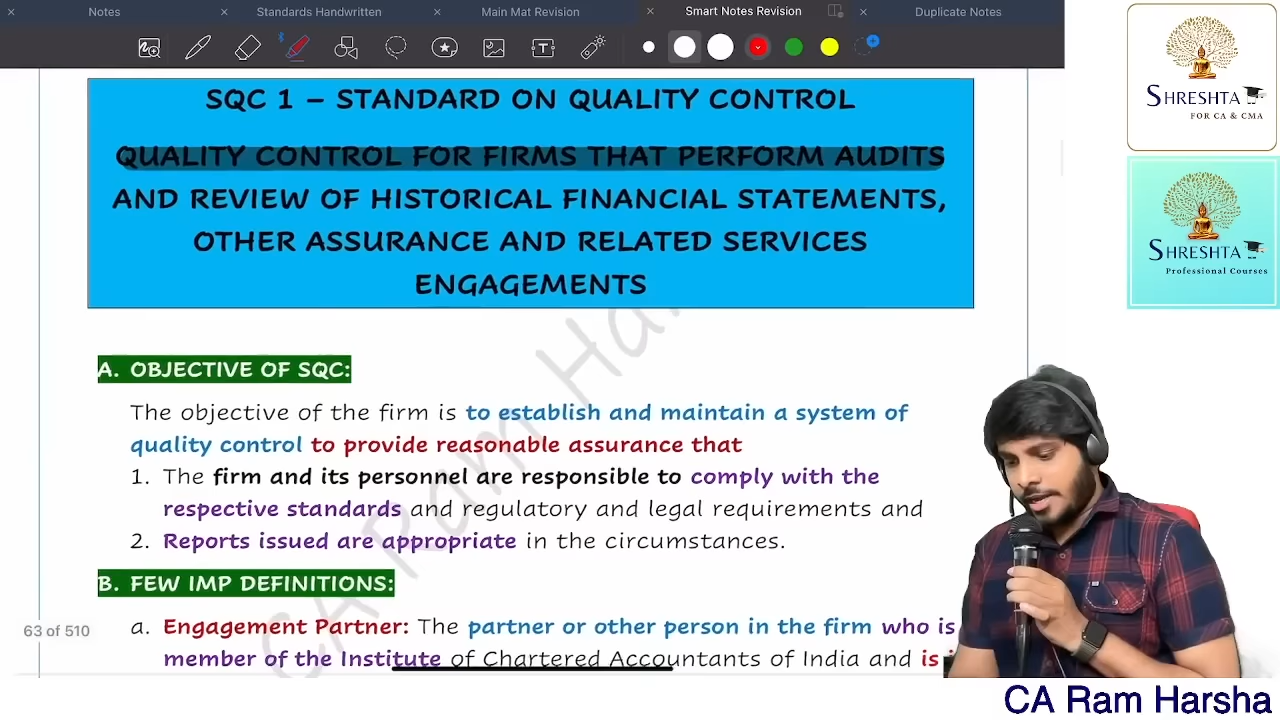 Notes
Standards Handwritten
Main Mat Revision
Smart Notes Revision
Duplicate Notes
SQC 1 – STANDARD ON QUALITY CONTROL
QUALITY CONTROL FOR FIRMS THAT PERFORM AUDITS
AND REVIEW OF HISTORICAL FINANCIAL STATEMENTS,
OTHER ASSURANCE AND RELATED SERVICES
ENGAGEMENTS
A. OBJECTIVE OF SQC:
The objective of the firm is to establish and maintain a system of
quality control to provide reasonable assurance that
1. The firm and its personnel are responsible to comply with the
respective standards and regulatory and legal requirements and
2. Reports issued are appropriate in the circumstances.
B. FEW IMP DEFINITIONS:
a. Engagement Partner: The partner or other person in the firm who is
member of the Institute of Chartered Accountants of India and is
63 of 510
CA Ram Ha
SHRESHTA
FOR CA & CMA
SHRESHTA
Professional Courses
CA Ram Harsha